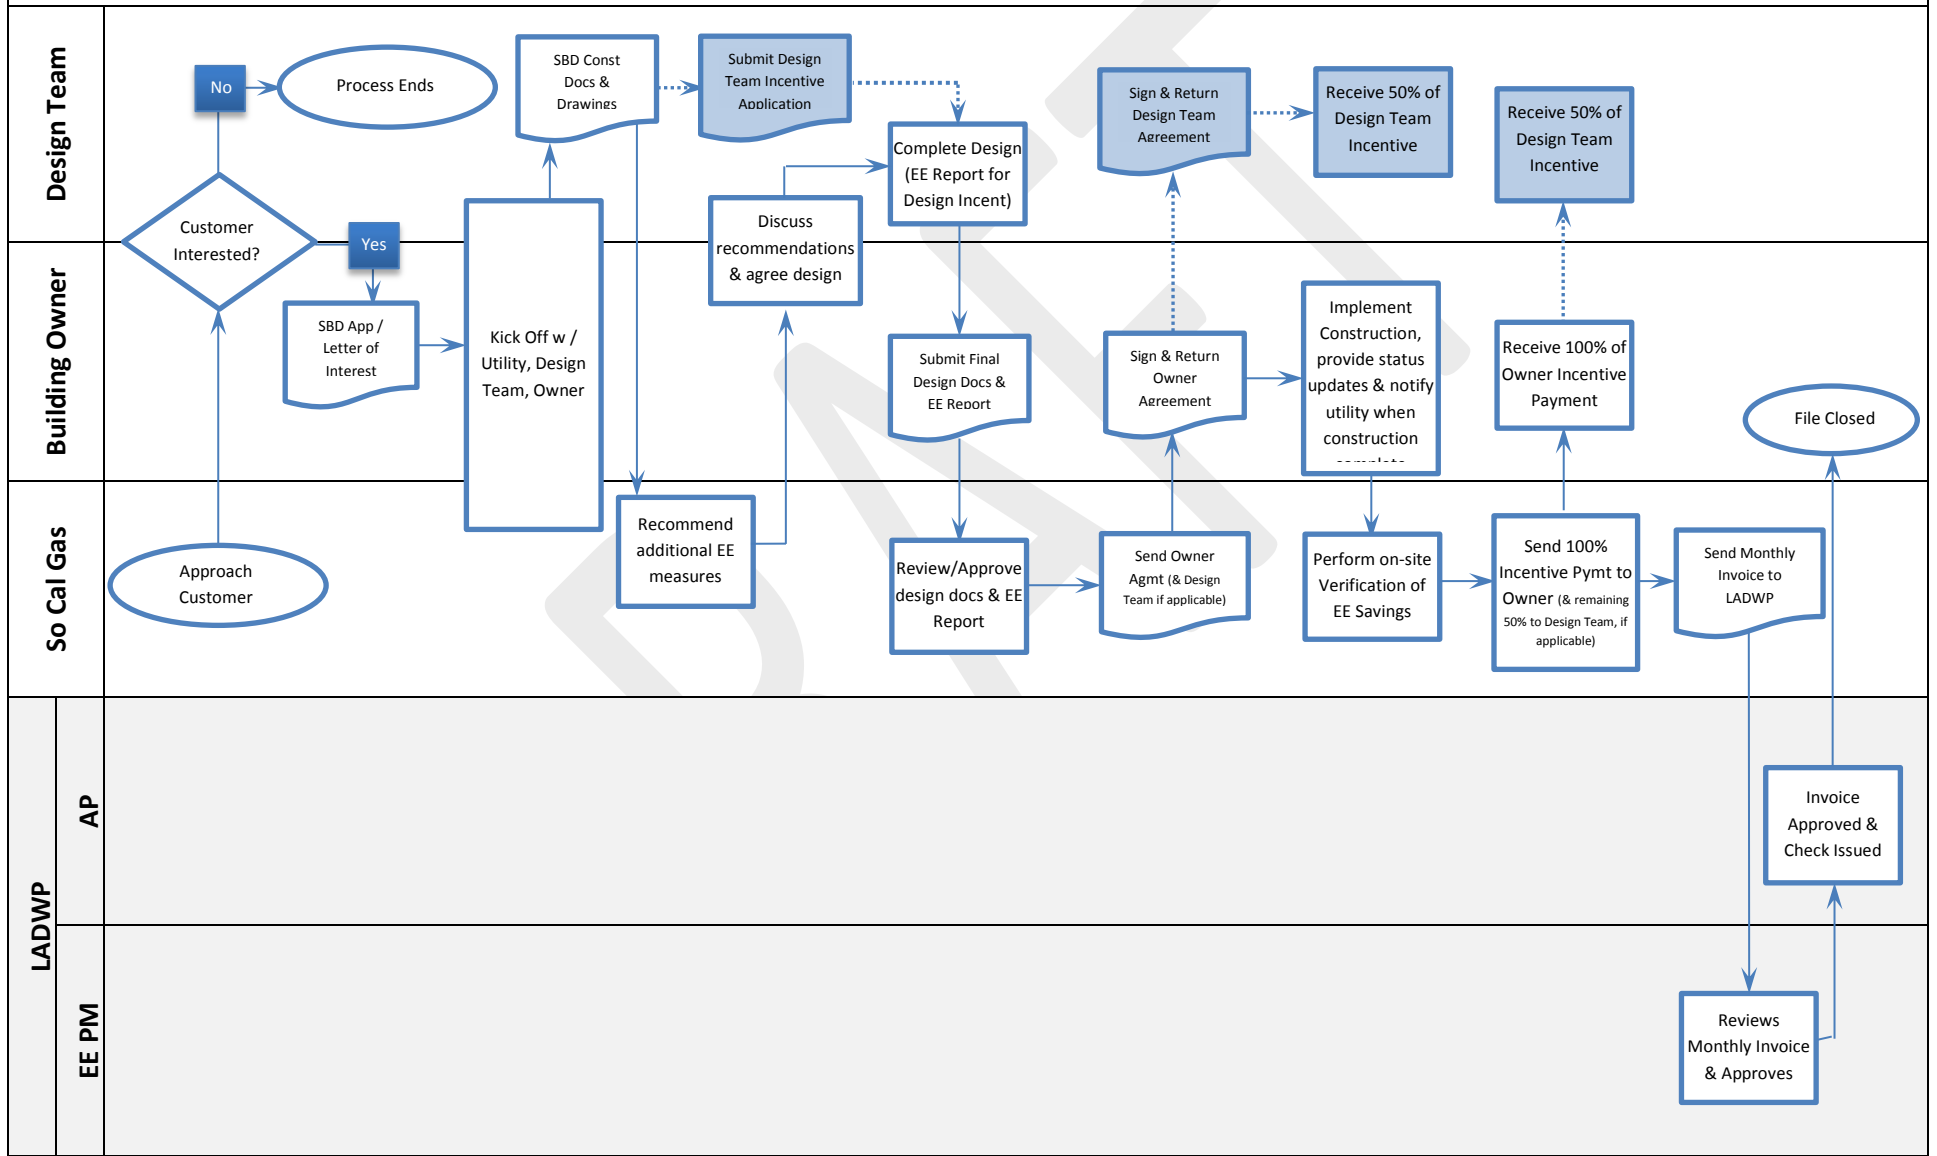 Design Team
Building Owner
So Cal Gas
LADWP
AP
EE PM
DRAFT
No
Process Ends
Customer
Interested?
Yes
SBD App /
Letter of
Interest
Approach
Customer
Kick Off w /
Utility, Design
Team, Owner
SBD Const
Docs &
Drawings
Submit Design
Team Incentive
Application
Recommend
additional EE
measures
Discuss
recommendations
& agree design
Complete Design
(EE Report for
Design Incent)
Submit Final
Design Docs &
EE Report
Review/Approve
design docs & EE
Report
Send Owner
Agmt (& Design
Team if applicable)
Sign & Return
Owner
Agreement
Sign & Return
Design Team
Agreement
Receive 50% of
Design Team
Incentive
Implement
Construction,
provide status
updates & notify
utility when
construction
complete
Perform on-site
Verification of
EE Savings
Send 100%
Incentive Pymt to
Owner (& remaining
50% to Design Team, if
applicable)
Receive 100% of
Owner Incentive
Payment
Receive 50% of
Design Team
Incentive
Send Monthly
Invoice to
LADWP
Reviews
Monthly Invoice
& Approves
Invoice
Approved &
Check Issued
File Closed